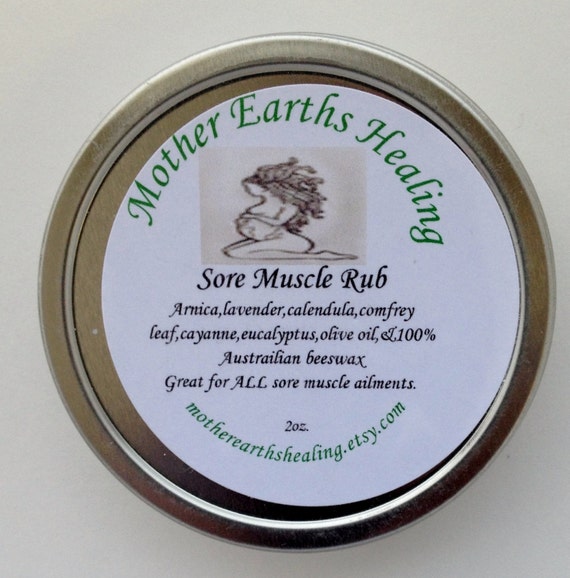 Mother Earths Healing
Sore Muscle Rub
Arnica,lavender,calendula,comfrey
leaf,cayanne,eucalyptus,olive oil,&100%
Austrailian beeswax
Great for ALL sore muscle ailments.
2oz.
motherearthshealing.etsy.com